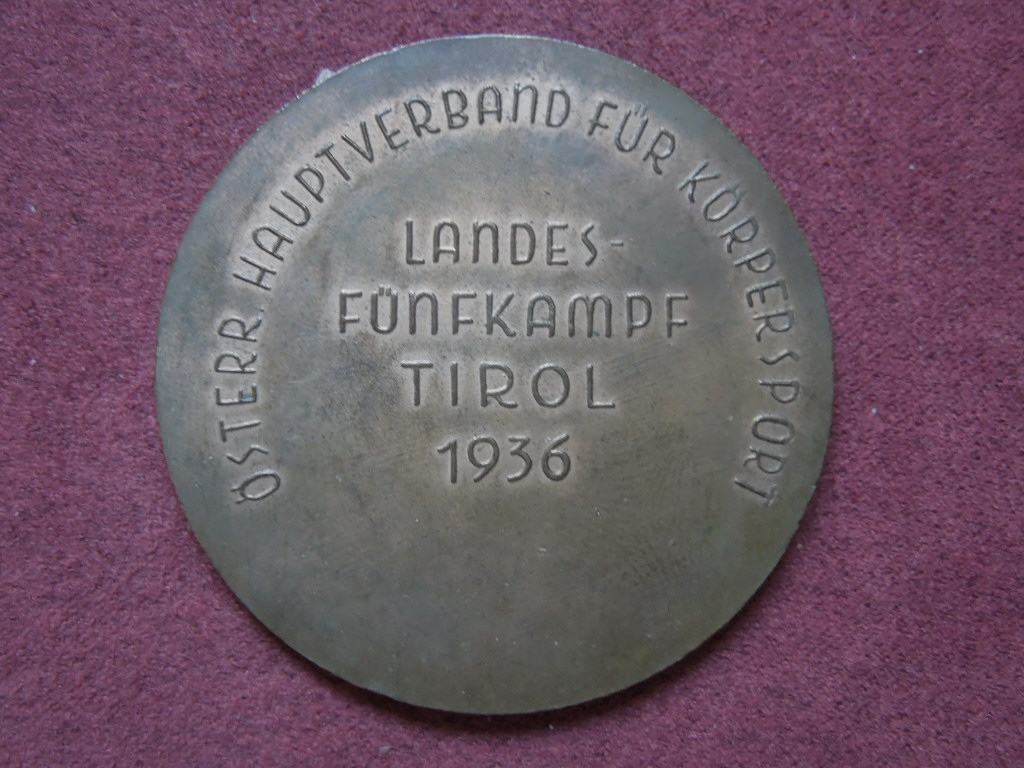 ÖSTERR. HAUPTVERBAND FÜR KÖRPERSPORT
LANDES-
FÜNFKAMPF
TIROL
1936